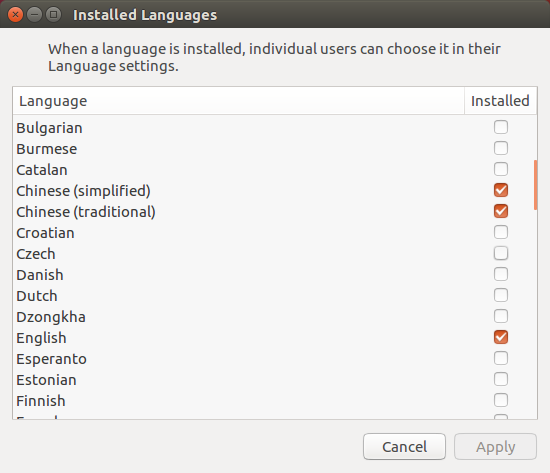 Installed Languages
When a language is installed, individual users can choose it in their
Language settings.
Language Installed
Bulgarian
Burmese
Catalan
Chinese (simplified)
Chinese (traditional)
Croatian
Czech
Danish
Dutch
Dzongkha
English
Esperanto
Estonian
Finnish
Cancel Apply